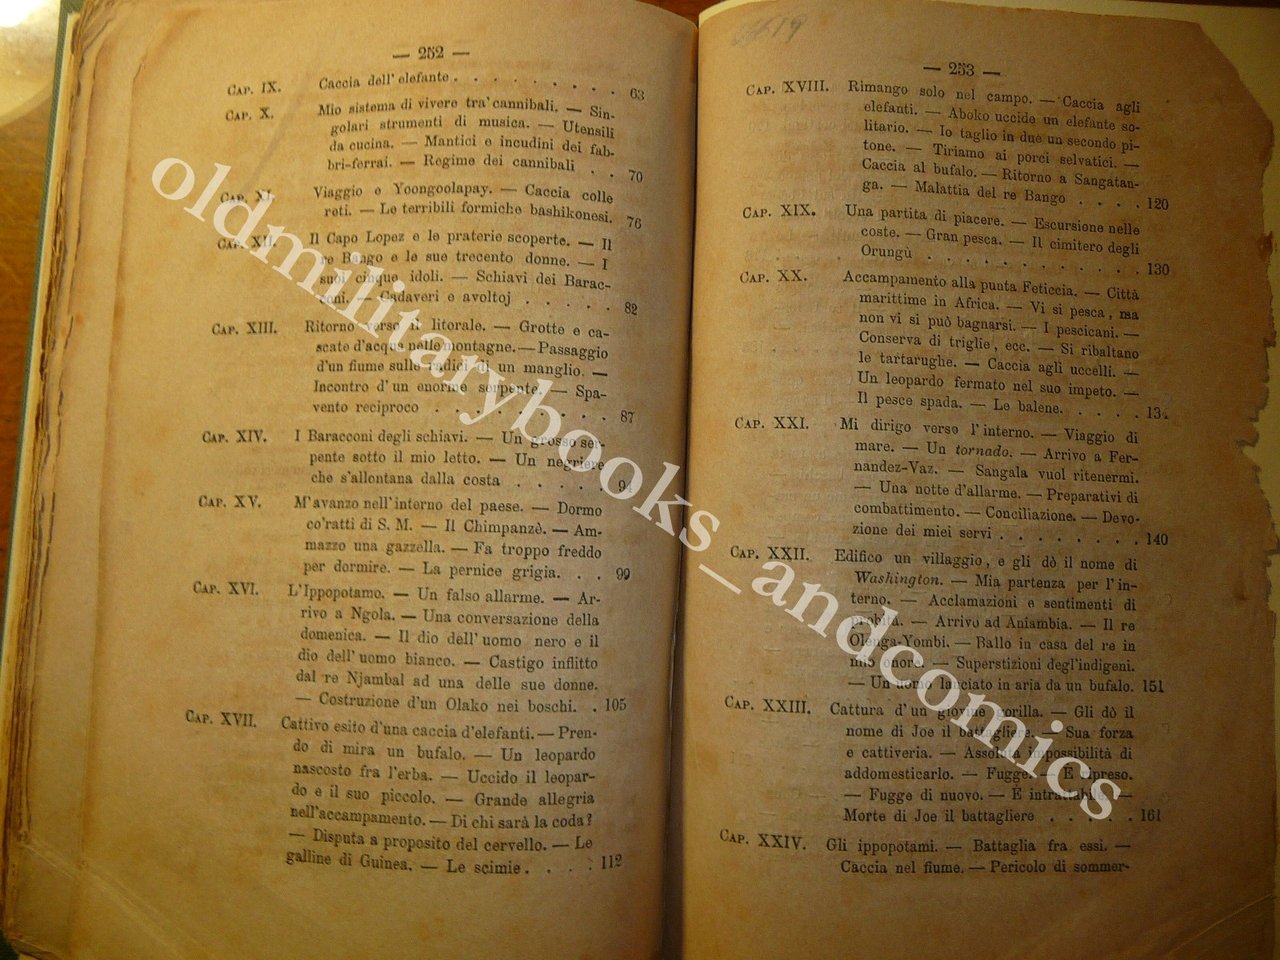 — 252 —
CAP. IX. Caccia dell'elefante . . . . . . . . 63
CAP. X. Mio sistema di vivere tra'cannibali. — Sin-
golari strumenti di musica. — Utensili
da cucina. — Mantici e incudini dei fab-
bri-ferrai. — Regime dei cannibali . . 70
CAP. XI. Viaggio e Yoongoolapay. — Caccia colle
reti. — Le terribili formiche bashikonesi. 76
CAP. XII. Il Capo Lopez e le praterie scoperte. — Il
re Bango e le sue trecento donne. — I
suoi cinque idoli. — Schiavi dei Barac-
coni. — Cadaveri e avoltoj . . . . . 82
CAP. XIII. Ritorno verso il litorale. — Grotte e ca-
scate d'acqua nelle montagne. — Passaggio
d'un fiume sulle radici di un manglio. —
Incontro d'un enorme serpente. — Spa-
vento reciproco . . . . . . . . . 87
CAP. XIV. I Baracconi degli schiavi. — Un grosso ser-
pente sotto il mio letto. — Un negriere
che s'allontana dalla costa . . . . .
CAP. XV. M'avanzo nell'interno del paese. — Dormo
co'ratti di S. M. — Il Chimpanzè. — Am-
mazzo una gazzella. — Fa troppo freddo
per dormire. — La pernice grigia. . . 99
CAP. XVI. L'Ippopotamo. — Un falso allarme. — Ar-
rivo a Ngola. — Una conversazione della
domenica. — Il dio dell'uomo nero e il
dio dell'uomo bianco. — Castigo inflitto
dal re Njambal ad una delle sue donne.
— Costruzione d'un Olako nei boschi. . 105
CAP. XVII. Cattivo esito d'una caccia d'elefanti. — Pren-
do di mira un bufalo. — Un leopardo
nascosto fra l'erba. — Uccido il leopar-
do e il suo piccolo. — Grande allegria
nell'accampamento. — Di chi sarà la coda?
— Disputa a proposito del cervello. — Le
galline di Guinea. — Le scimie . . . . 112
— 253 —
CAP. XVIII. Rimango solo nel campo. — Caccia agli
elefanti. — Aboko uccide un elefante so-
litario. — Io taglio in due un secondo pi-
tone. — Tiriamo ai porci selvatici. —
Caccia al bufalo. — Ritorno a Sangatan-
ga. — Malattia del re Bango . . . . 120
CAP. XIX. Una partita di piacere. — Escursione nelle
coste. — Gran pesca. — Il cimitero degli
Orungù . . . . . . . . . . . . 130
CAP. XX. Accampamento alla punta Feticcia. — Città
marittime in Africa. — Vi si pesca, ma
non vi si può bagnarsi. — I pescicani. —
Conserva di triglie, ecc. — Si ribaltano
le tartarughe. — Caccia agli uccelli. —
Un leopardo fermato nel suo impeto. —
Il pesce spada. — Le balene. . . . .
CAP. XXI. Mi dirigo verso l'interno. — Viaggio di
mare. — Un tornado. — Arrivo a Fer-
nandez-Vaz. — Sangala vuol ritenermi.
— Una notte d'allarme. — Preparativi di
combattimento. — Conciliazione. — Devo-
zione dei miei servi . . . . . . . . 140
CAP. XXII. Edifico un villaggio, e gli dò il nome di
Washington. — Mia partenza per l'in-
terno. — Acclamazioni e sentimenti di
probità. — Arrivo ad Aniambia. — Il re
Olenga-Yombi. — Ballo in casa del re in
mio onore. — Superstizioni degl'indigeni.
— Un uomo lanciato in aria da un bufalo. 151
CAP. XXIII. Cattura d'un giovine gorilla. — Gli dò il
nome di Joe il battagliere. — Sua forza
e cattiveria. — Assoluta impossibilità di
addomesticarlo. — Fugge. — È ripreso.
— Fugge di nuovo. — È intrattabile. —
Morte di Joe il battagliere . . . . . 161
CAP. XXIV. Gli ippopotami. — Battaglia fra essi. —
Caccia nel fiume. — Pericolo di sommer-
oldmilitarybooks_andcomics